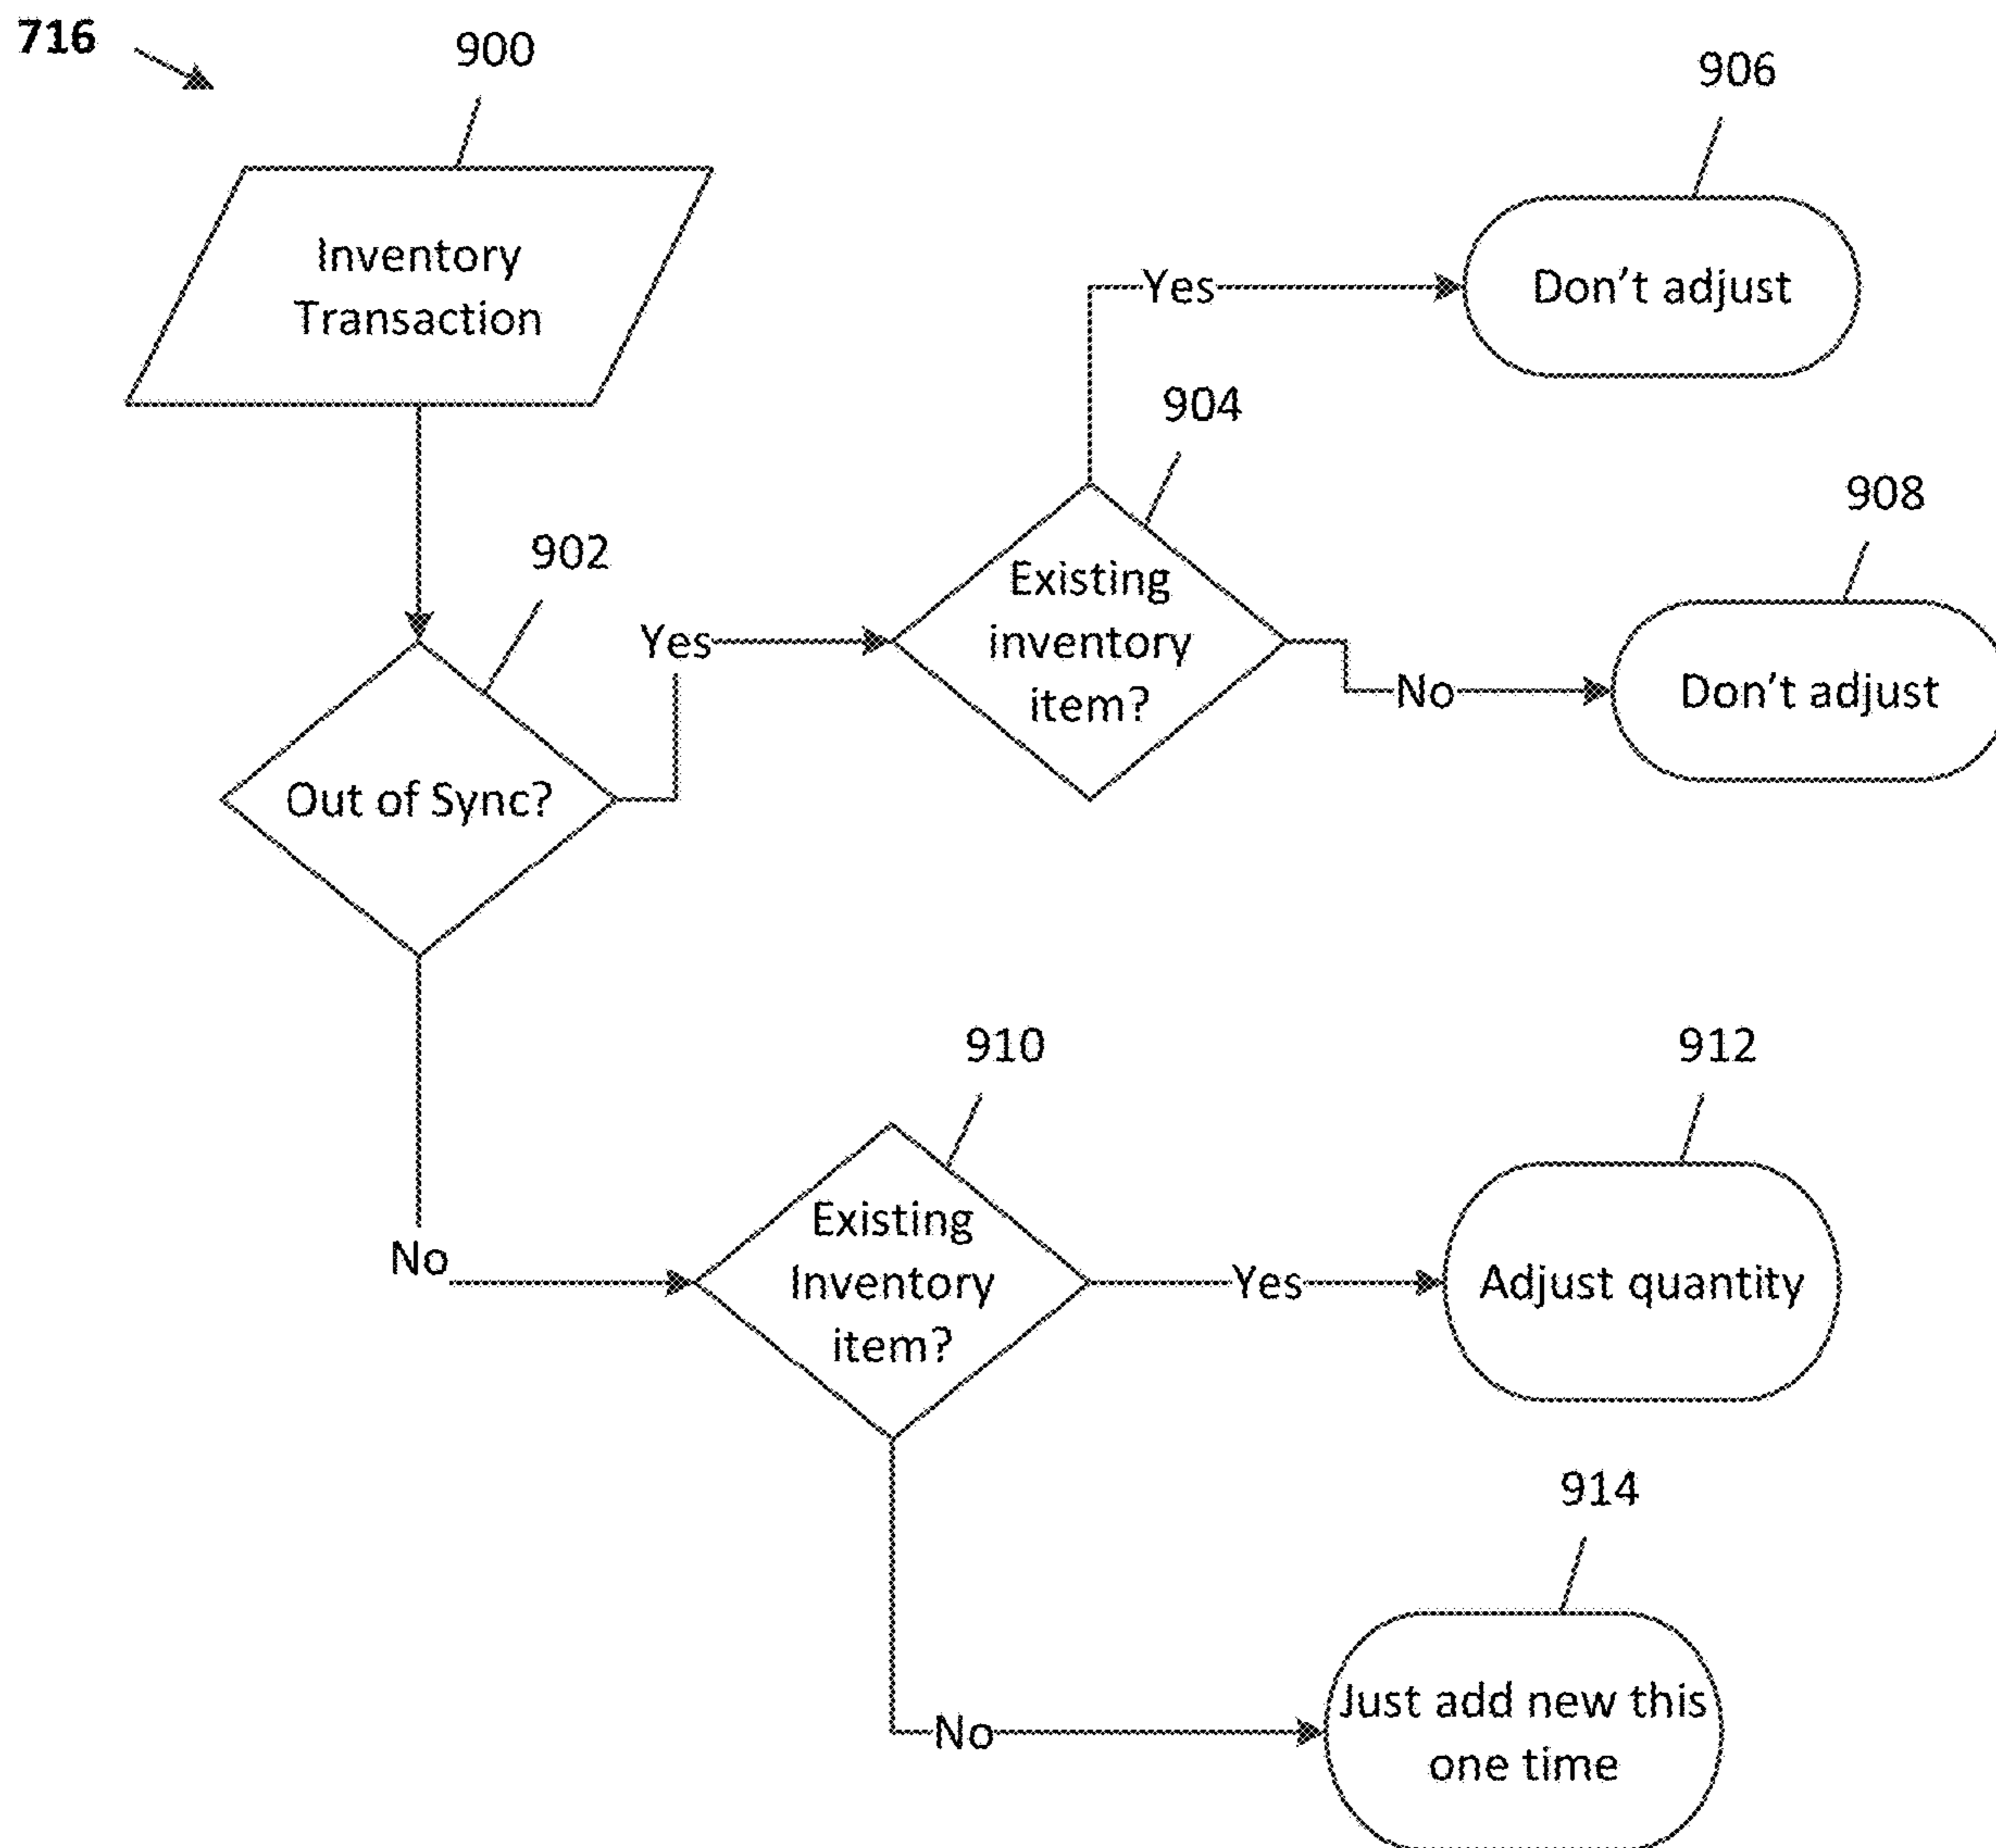 716
900
906
Inventory
Transaction
Yes
Don't adjust
904
908
902
Existing
inventory
item?
Yes
No
Don't adjust
Out of Sync?
910
912
Existing
Inventory
item?
No
Yes
Adjust quantity
914
Just add new this
one time
No